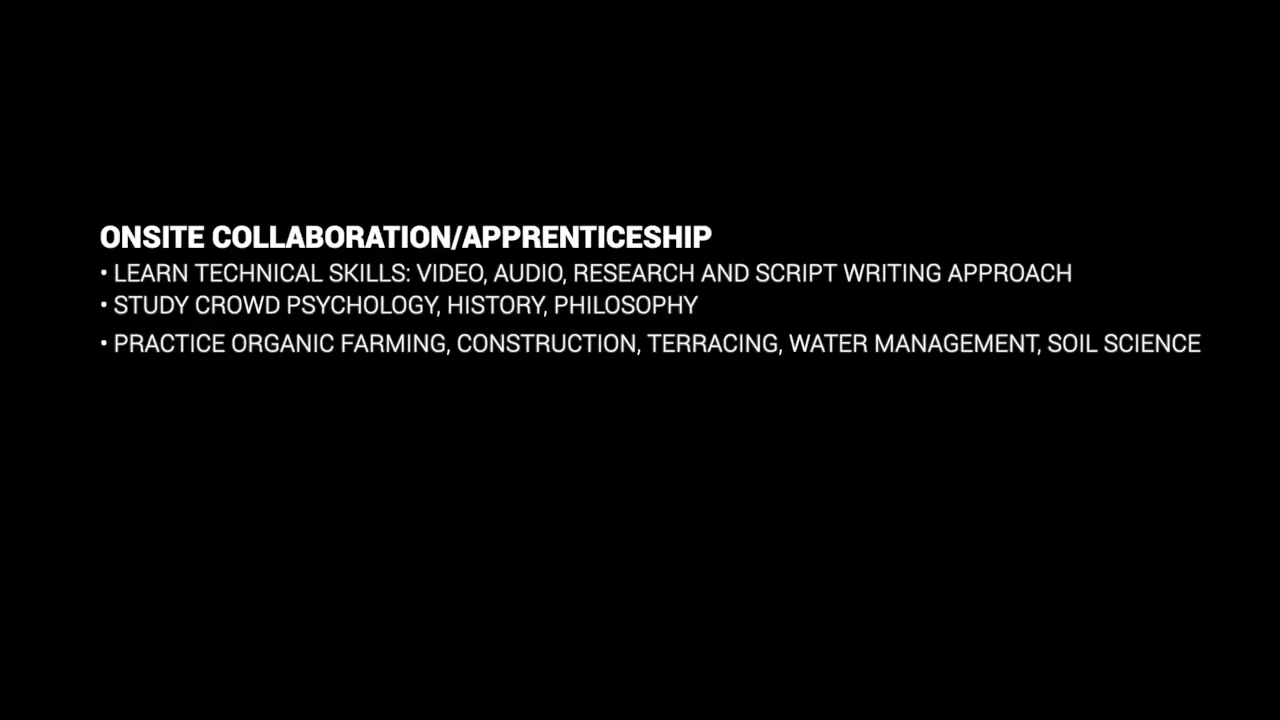 ONSITE COLLABORATION/APPRENTICESHIP
• LEARN TECHNICAL SKILLS: VIDEO, AUDIO, RESEARCH AND SCRIPT WRITING APPROACH
• STUDY CROWD PSYCHOLOGY, HISTORY, PHILOSOPHY
• PRACTICE ORGANIC FARMING, CONSTRUCTION, TERRACING, WATER MANAGEMENT, SOIL SCIENCE